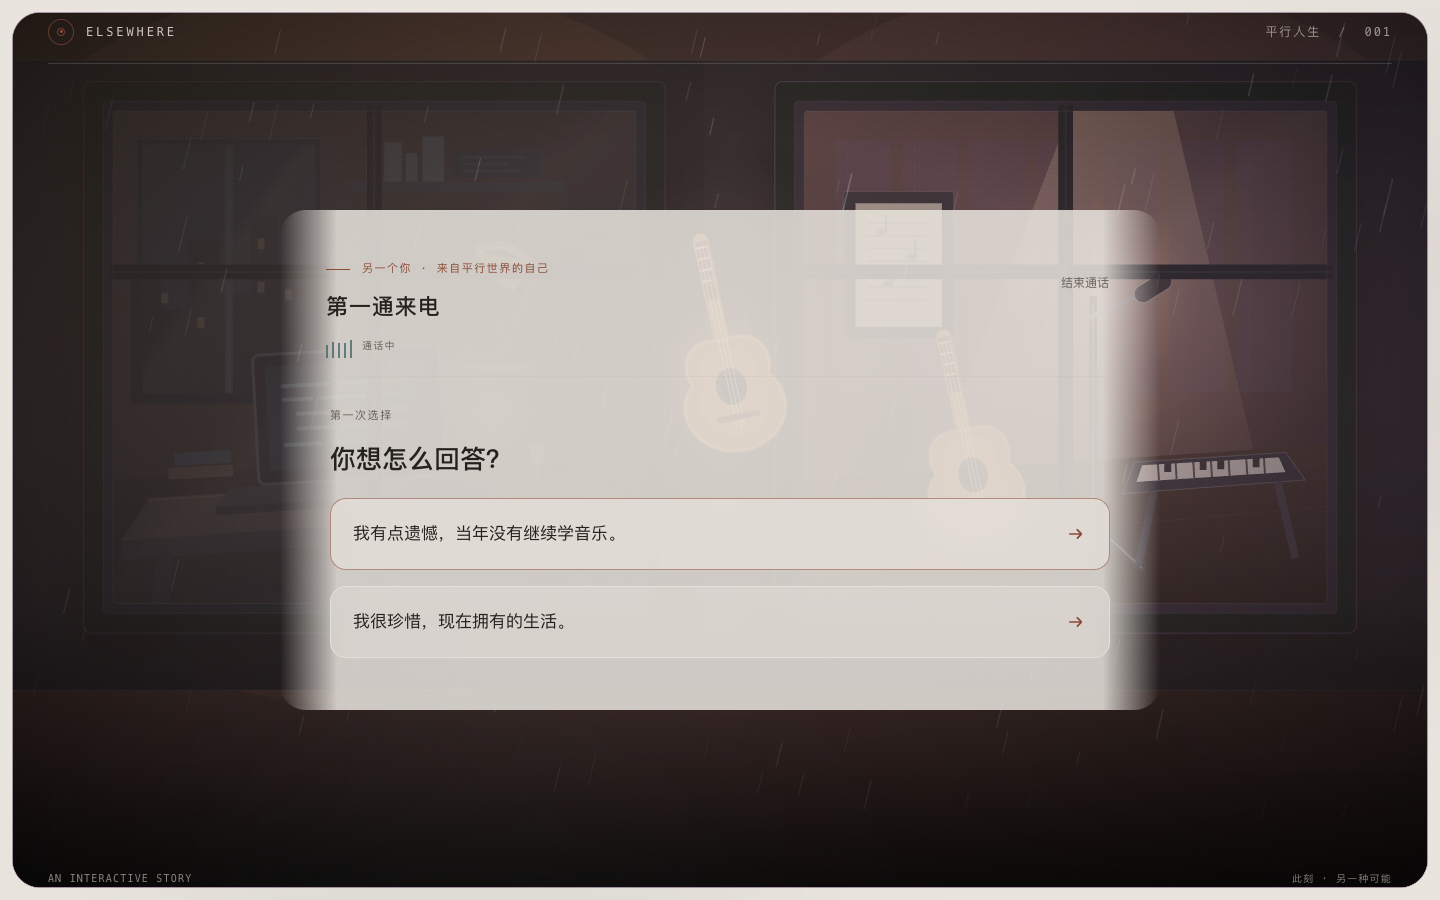 ELSEWHERE
平行人生 / 001
另一个你 · 来自平行世界的自己
第一通来电
结束通话
通话中
第一次选择
你想怎么回答?
我有点遗憾，当年没有继续学音乐。
我很珍惜，现在拥有的生活。
AN INTERACTIVE STORY
此刻 · 另一种可能